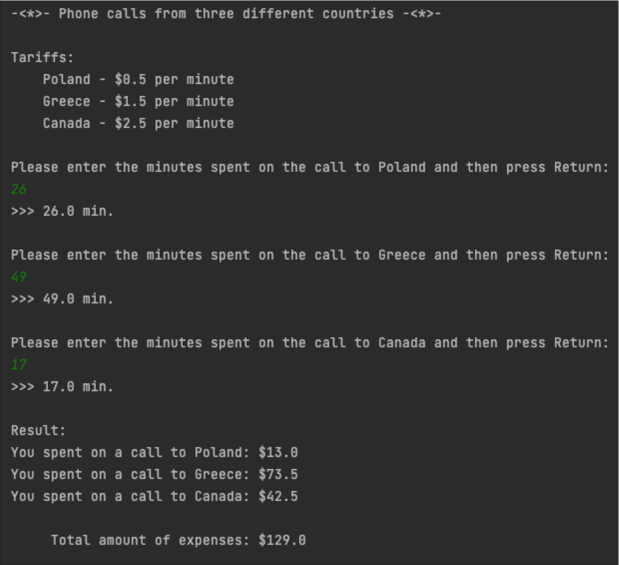 -<*>- Phone calls from three different countries -<*>-
Tariffs:
Poland - $0.5 per minute
Greece - $1.5 per minute
Canada - $2.5 per minute
Please enter the minutes spent on the call to Poland and then press Return:
26
>>> 26.0 min.
Please enter the minutes spent on the call to Greece and then press Return:
49
>>> 49.0 min.
Please enter the minutes spent on the call to Canada and then press Return:
17
>>> 17.0 min.
Result:
You spent on a call to Poland: $13.0
You spent on a call to Greece: $73.5
You spent on a call to Canada: $42.5
Total amount of expenses: $129.0